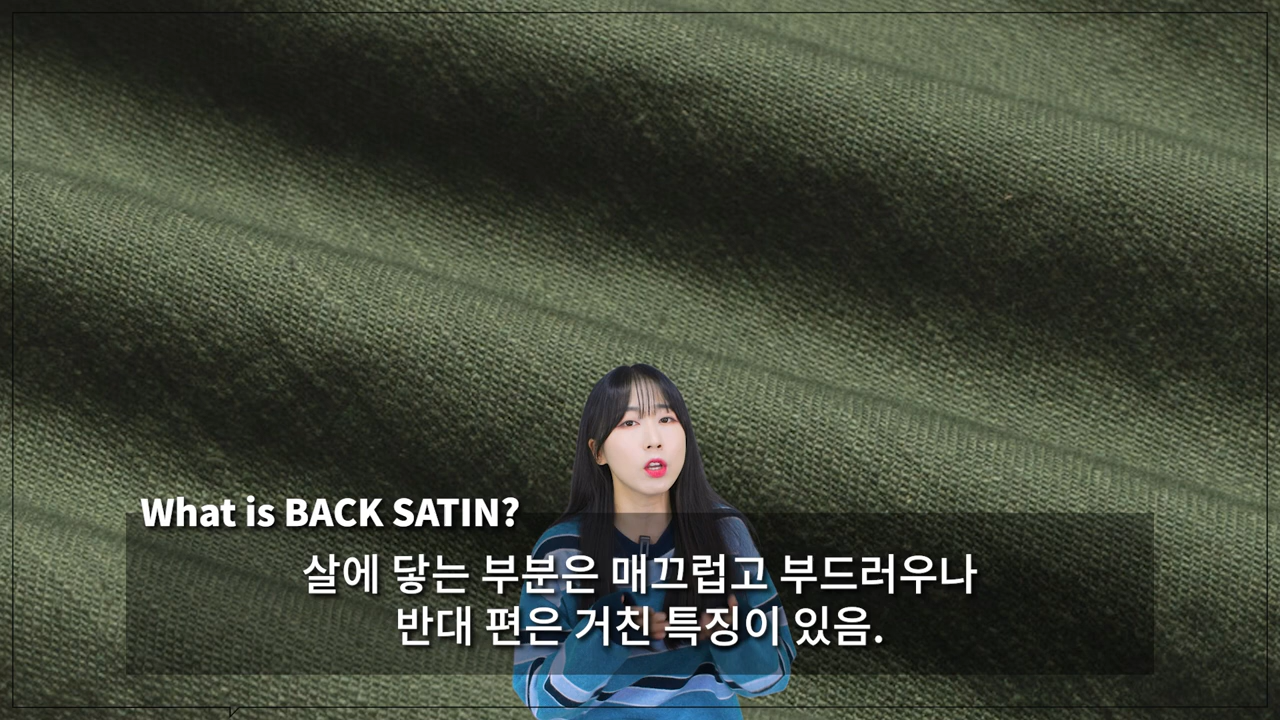 What is BACK SATIN?
살에 닿는 부분은 매끄럽고 부드러우나
반대 편은 거친 특징이 있음.